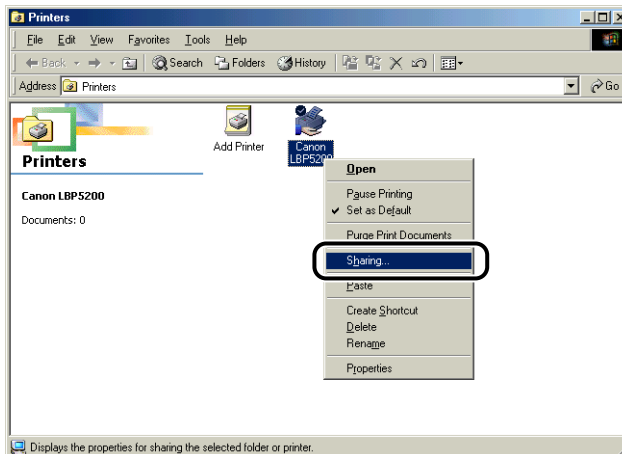 Printers
File Edit View Favorites Tools Help
Back Search Folders History
Address Printers Go
Add Printer
Canon
LBP5200
Printers
Canon LBP5200
Documents: 0
Open
Pause Printing
Set as Default
Purge Print Documents
Sharing...
Paste
Create Shortcut
Delete
Rename
Properties
Displays the properties for sharing the selected folder or printer.